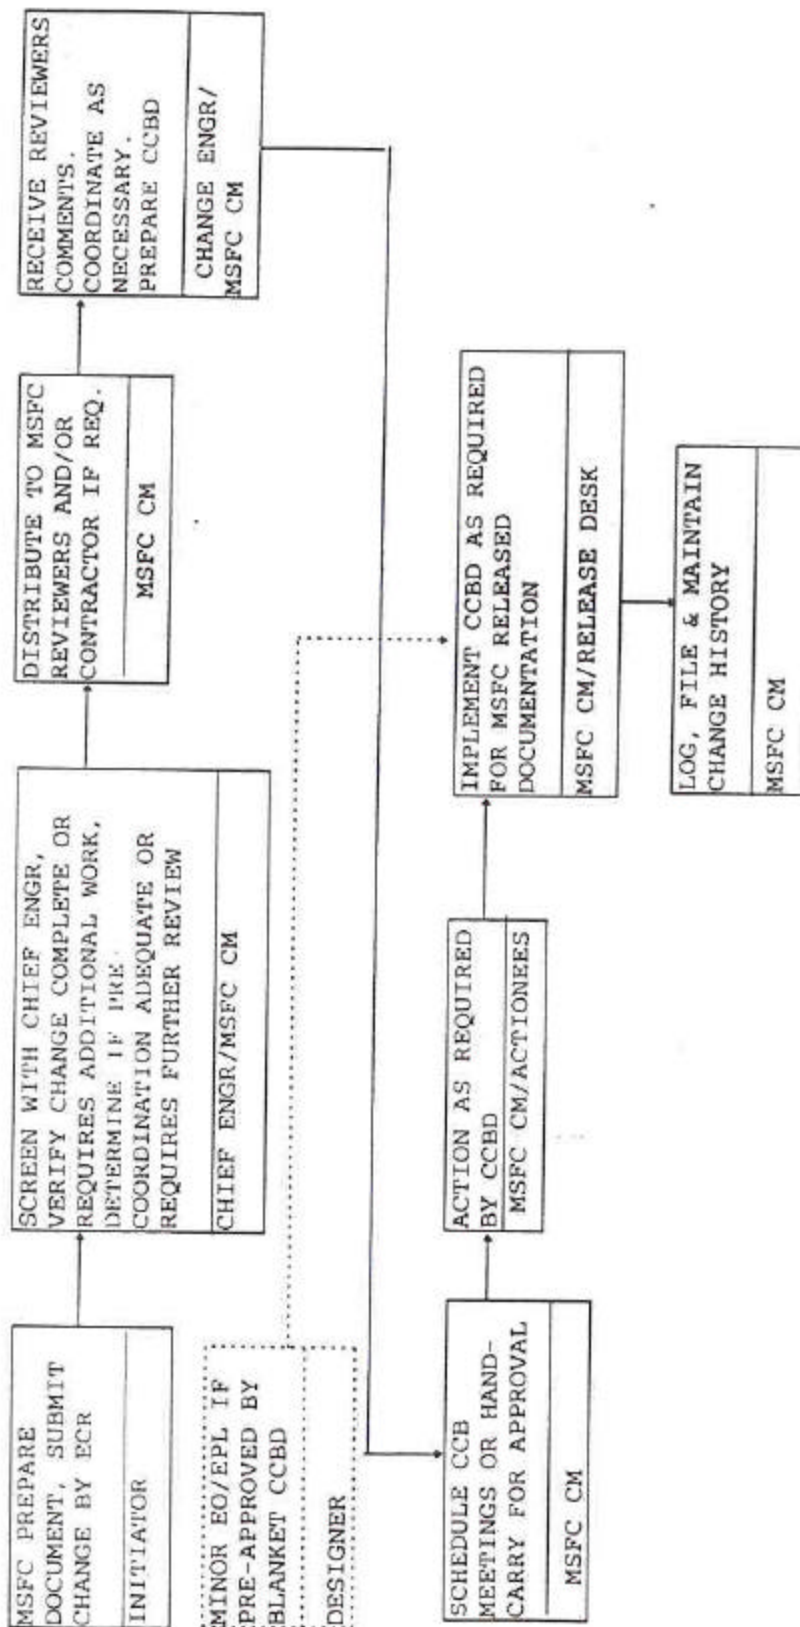 MSFC PREPARE
DOCUMENT, SUBMIT
CHANGE BY ECR
INITIATOR
SCREEN WITH CHIEF ENGR,
VERIFY CHANGE COMPLETE OR
REQUIRES ADDITIONAL WORK,
DETERMINE IF PRE
COORDINATION ADEQUATE OR
REQUIRES FURTHER REVIEW
CHIEF ENGR/MSFC CM
DISTRIBUTE TO MSFC
REVIEWERS AND/OR
CONTRACTOR IF REQ.
MSFC CM
RECEIVE REVIEWERS
COMMENTS.
COORDINATE AS
NECESSARY.
PREPARE CCBD
CHANGE ENGR/
MSFC CM
MINOR EO/EPL IF
PRE-APPROVED BY
BLANKET CCBD
DESIGNER
SCHEDULE CCB
MEETINGS OR HAND-
CARRY FOR APPROVAL
MSFC CM
ACTION AS REQUIRED
BY CCBD
MSFC CM/ACTIONEES
IMPLEMENT CCBD AS REQUIRED
FOR MSFC RELEASED
DOCUMENTATION
MSFC CM/RELEASE DESK
LOG, FILE & MAINTAIN
CHANGE HISTORY
MSFC CM